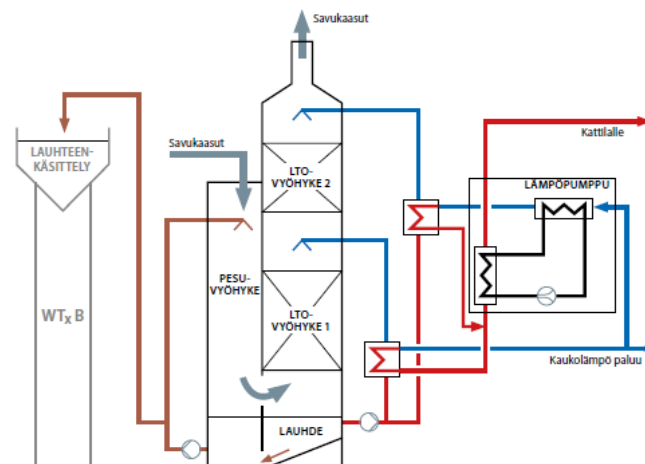 Savukaasut
Savukaasut
Kattilalle
LAUHTEEN-
KÄSITTELY
LTO-
VYÖHYKE 2
LÄMPÖPUMPPU
PESU-
VYÖHYKE
LTO-
VYÖHYKE 1
WTx B
Kaukolämpö paluu
LAUHDE